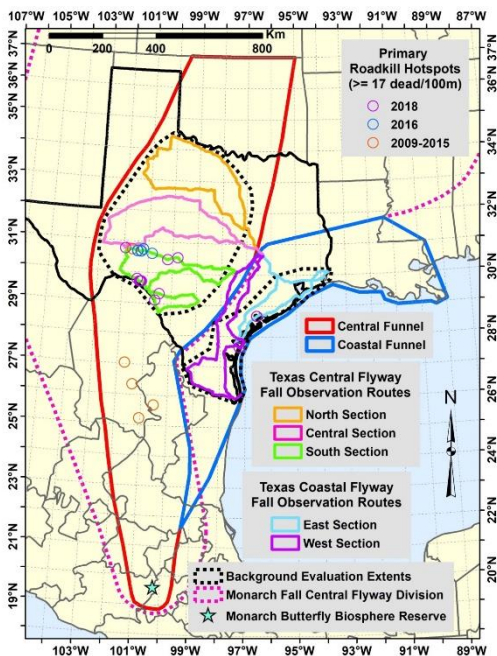 107°W 105°W 103°W 101°W 99°W 97°W 95°W 93°W 91°W 89°W 87°W
Km
0 200 400 800
37°N
36°N
35°N
33°N
31°N
29°N
27°N
25°N
23°N
21°N
19°N
Primary
Roadkill Hotspots
(>= 17 dead/100m)
2018
2016
2009-2015
Central Funnel
Coastal Funnel
Texas Central Flyway
Fall Observation Routes
North Section
Central Section
South Section
N
Texas Coastal Flyway
Fall Observation Routes
East Section
West Section
Background Evaluation Extents
Monarch Fall Central Flyway Division
Monarch Butterfly Biosphere Reserve
37°N
36°N
34°N
32°N
30°N
28°N
26°N
24°N
22°N
20°N
103°W 101°W 99°W 97°W 95°W 93°W 91°W